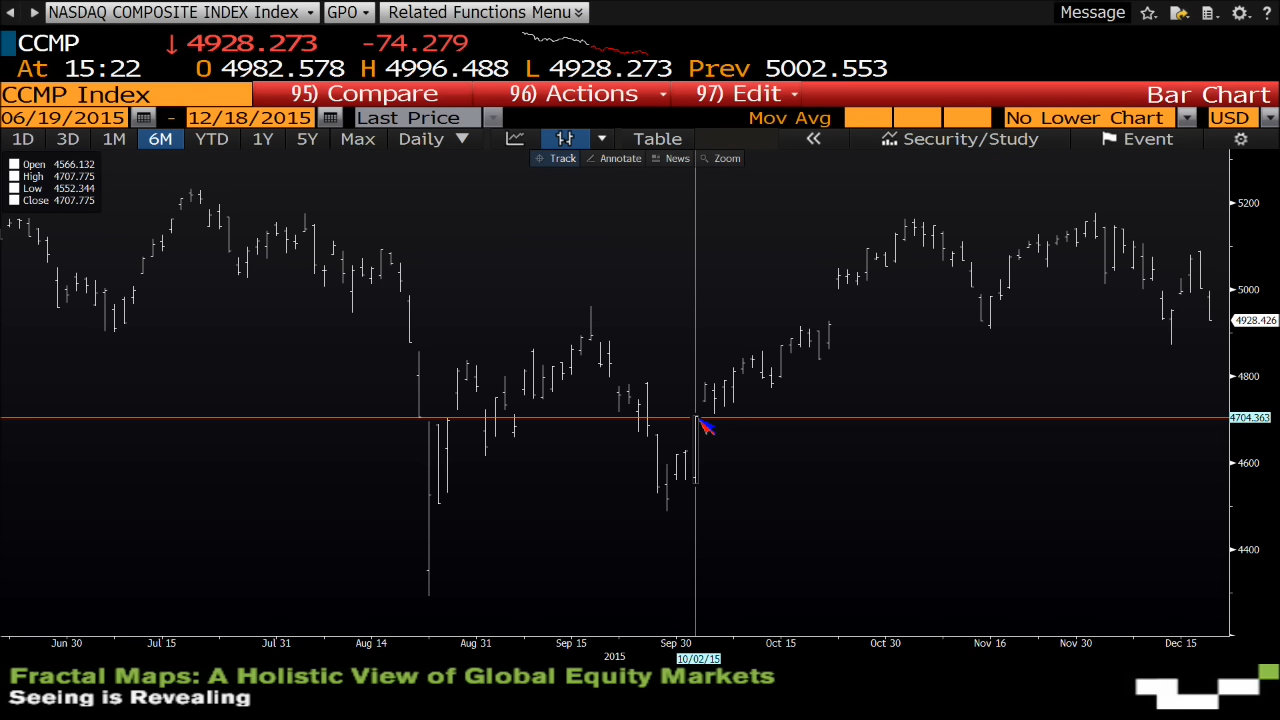 NASDAQ COMPOSITE INDEX Index GPO Related Functions Menu Message ?
CCMP 4928.273 -74.279
At 15:22 O 4982.578 H 4996.488 L 4928.273 Prev 5002.553
CCMP Index 95) Compare 96) Actions 97) Edit Bar Chart
06/19/2015 - 12/18/2015 Last Price Mov Avg No Lower Chart USD
1D 3D 1M 6M YTD 1Y 5Y Max Daily Table Security/Study Event
Track Annotate News Zoom
Open 4566.132
High 4707.775
Low 4552.344
Close 4707.775
5200
5000
4928.426
4800
4704.363
4600
4400
Jun 30 Jul 15 Jul 31 Aug 14 Aug 31 Sep 15 Sep 30 Oct 15 Oct 30 Nov 16 Nov 30 Dec 15
2015 10/02/15
Fractal Maps: A Holistic View of Global Equity Markets
Seeing is Revealing